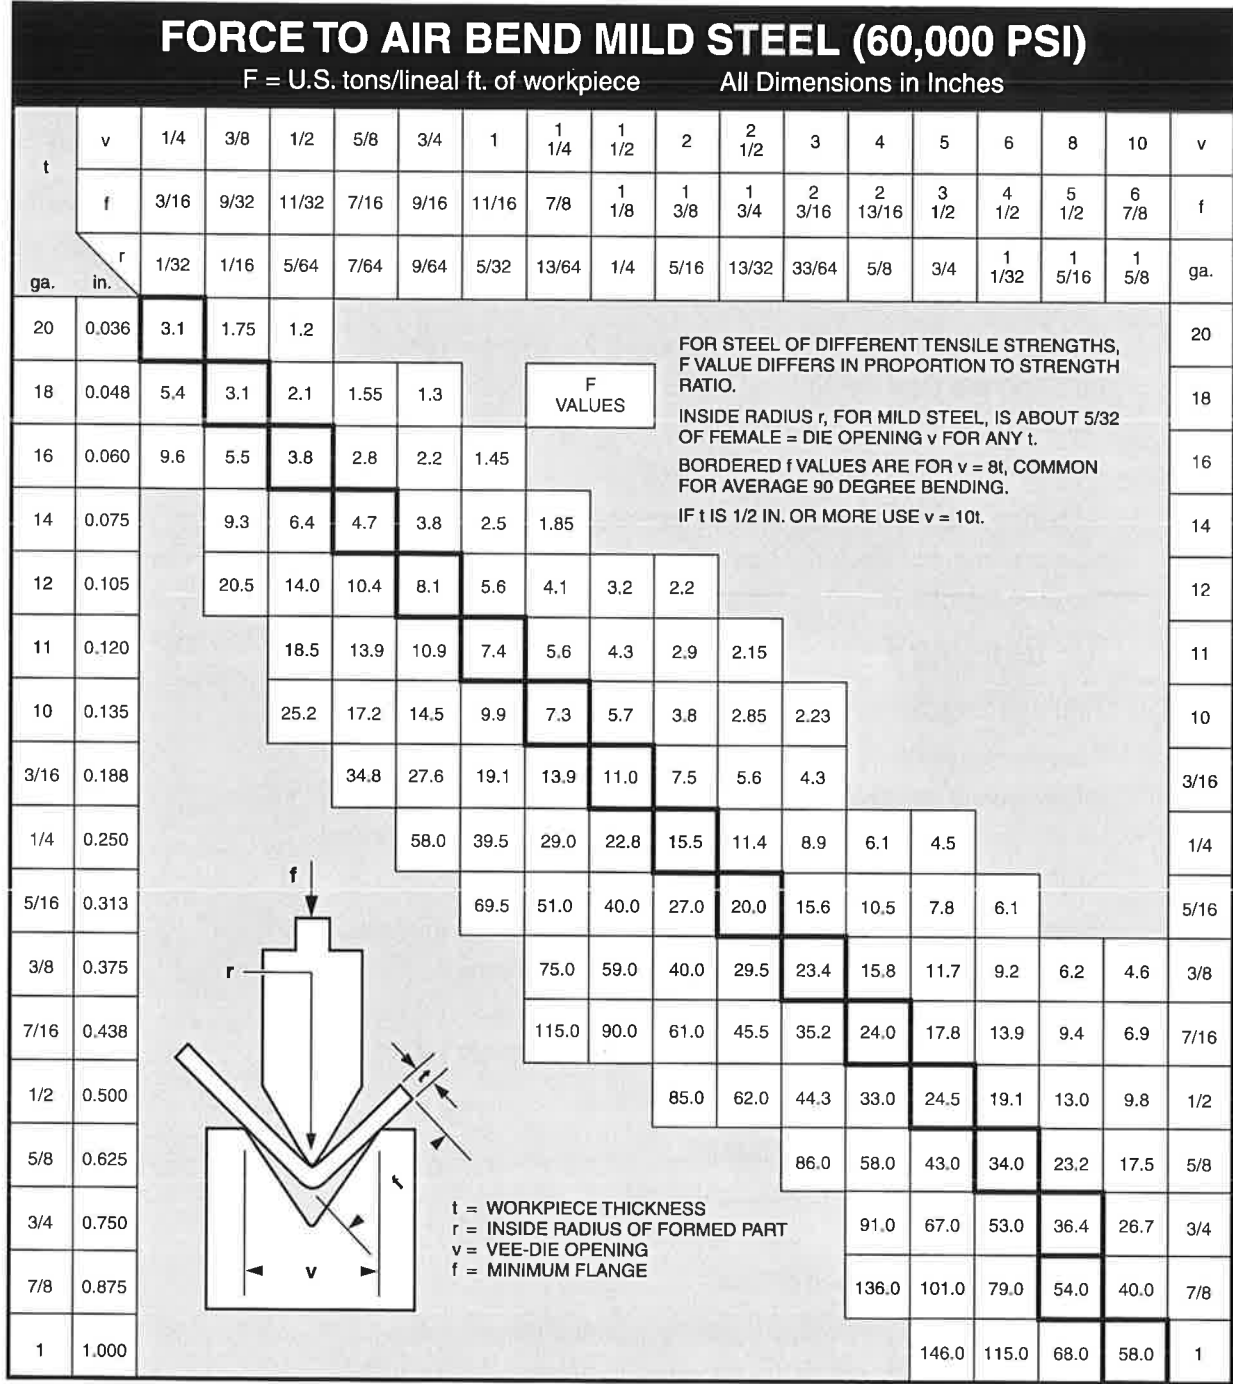 FORCE TO AIR BEND MILD STEEL (60,000 PSI)
F = U.S. tons/lineal ft. of workpiece All Dimensions in Inches
t v 1/4 3/8 1/2 5/8 3/4 1 1 1/4 1 1/2 2 2 1/2 3 4 5 6 8 10 v
f 3/16 9/32 11/32 7/16 9/16 11/16 7/8 1 1/8 1 3/8 1 3/4 2 3/16 2 13/16 3 1/2 4 1/2 5 1/2 6 7/8 f
ga. in. r 1/32 1/16 5/64 7/64 9/64 5/32 13/64 1/4 5/16 13/32 33/64 5/8 3/4 1 1/32 1 5/16 1 5/8 ga.
20 0.036 3.1 1.75 1.2 20
18 0.048 5.4 3.1 2.1 1.55 1.3 18
16 0.060 9.6 5.5 3.8 2.8 2.2 1.45 16
14 0.075 9.3 6.4 4.7 3.8 2.5 1.85 14
12 0.105 20.5 14.0 10.4 8.1 5.6 4.1 3.2 2.2 12
11 0.120 18.5 13.9 10.9 7.4 5.6 4.3 2.9 2.15 11
10 0.135 25.2 17.2 14.5 9.9 7.3 5.7 3.8 2.85 2.23 10
3/16 0.188 34.8 27.6 19.1 13.9 11.0 7.5 5.6 4.3 3/16
1/4 0.250 58.0 39.5 29.0 22.8 15.5 11.4 8.9 6.1 4.5 1/4
5/16 0.313 69.5 51.0 40.0 27.0 20.0 15.6 10.5 7.8 6.1 5/16
3/8 0.375 75.0 59.0 40.0 29.5 23.4 15.8 11.7 9.2 6.2 4.6 3/8
7/16 0.438 115.0 90.0 61.0 45.5 35.2 24.0 17.8 13.9 9.4 6.9 7/16
1/2 0.500 85.0 62.0 44.3 33.0 24.5 19.1 13.0 9.8 1/2
5/8 0.625 86.0 58.0 43.0 34.0 23.2 17.5 5/8
3/4 0.750 91.0 67.0 53.0 36.4 26.7 3/4
7/8 0.875 136.0 101.0 79.0 54.0 40.0 7/8
1 1.000 146.0 115.0 68.0 58.0 1
F
VALUES
FOR STEEL OF DIFFERENT TENSILE STRENGTHS,
F VALUE DIFFERS IN PROPORTION TO STRENGTH
RATIO.
INSIDE RADIUS r, FOR MILD STEEL, IS ABOUT 5/32
OF FEMALE = DIE OPENING v FOR ANY t.
BORDERED f VALUES ARE FOR v = 8t, COMMON
FOR AVERAGE 90 DEGREE BENDING.
IF t IS 1/2 IN. OR MORE USE v = 10t.
f
r
t
f
v
t = WORKPIECE THICKNESS
r = INSIDE RADIUS OF FORMED PART
v = VEE-DIE OPENING
f = MINIMUM FLANGE